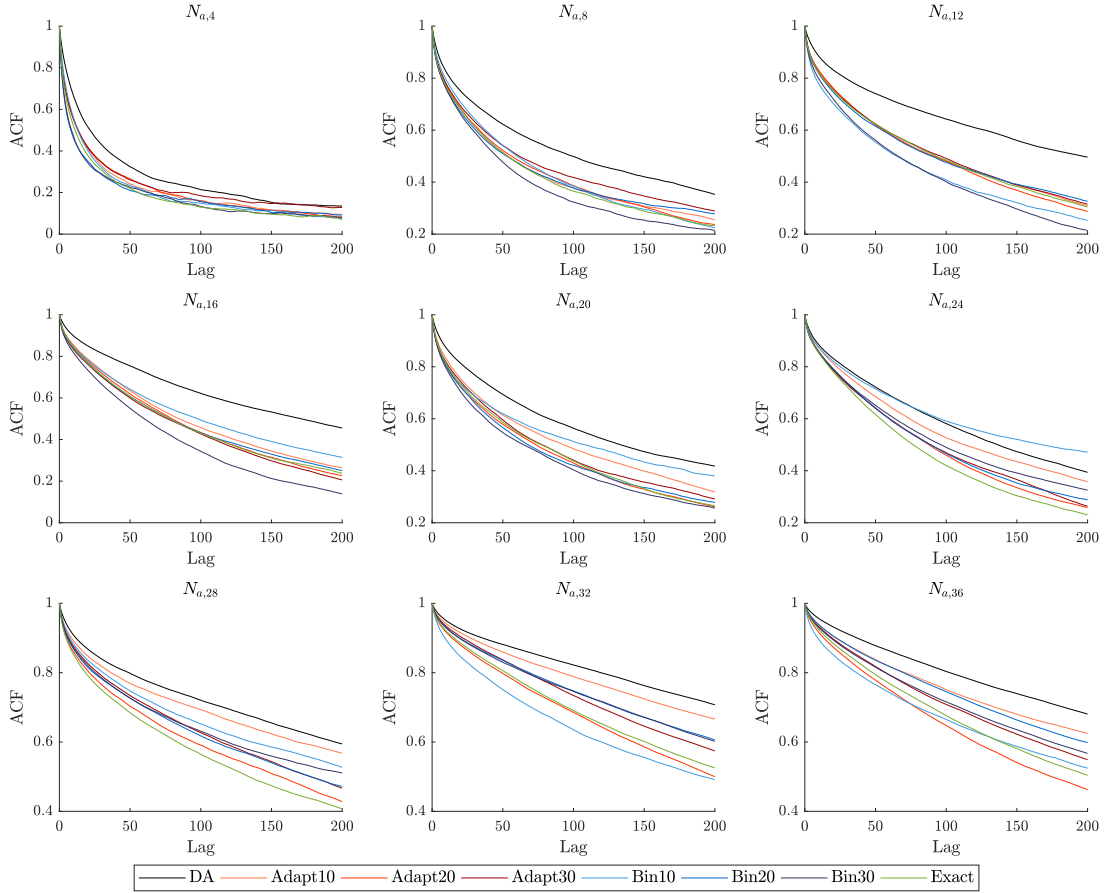 N_{a,4} N_{a,8} N_{a,12}
1 1 1
0.8 0.8 0.8
0.6 0.6 0.6
0.4 0.4 0.4
0.2
0 0.2 0.2
ACF ACF ACF
0 50 100 150 200 0 50 100 150 200 0 50 100 150 200
Lag Lag Lag
N_{a,16} N_{a,20} N_{a,24}
1 1 1
0.8 0.8 0.8
0.6 0.6 0.6
0.4 0.4 0.4
0.2
0 0.2 0.2
ACF ACF ACF
0 50 100 150 200 0 50 100 150 200 0 50 100 150 200
Lag Lag Lag
N_{a,28} N_{a,32} N_{a,36}
1 1 1
0.8 0.8 0.8
0.6 0.6 0.6
0.4 0.4 0.4
ACF ACF ACF
0 50 100 150 200 0 50 100 150 200 0 50 100 150 200
Lag Lag Lag
DA Adapt10 Adapt20 Adapt30 Bin10 Bin20 Bin30 Exact